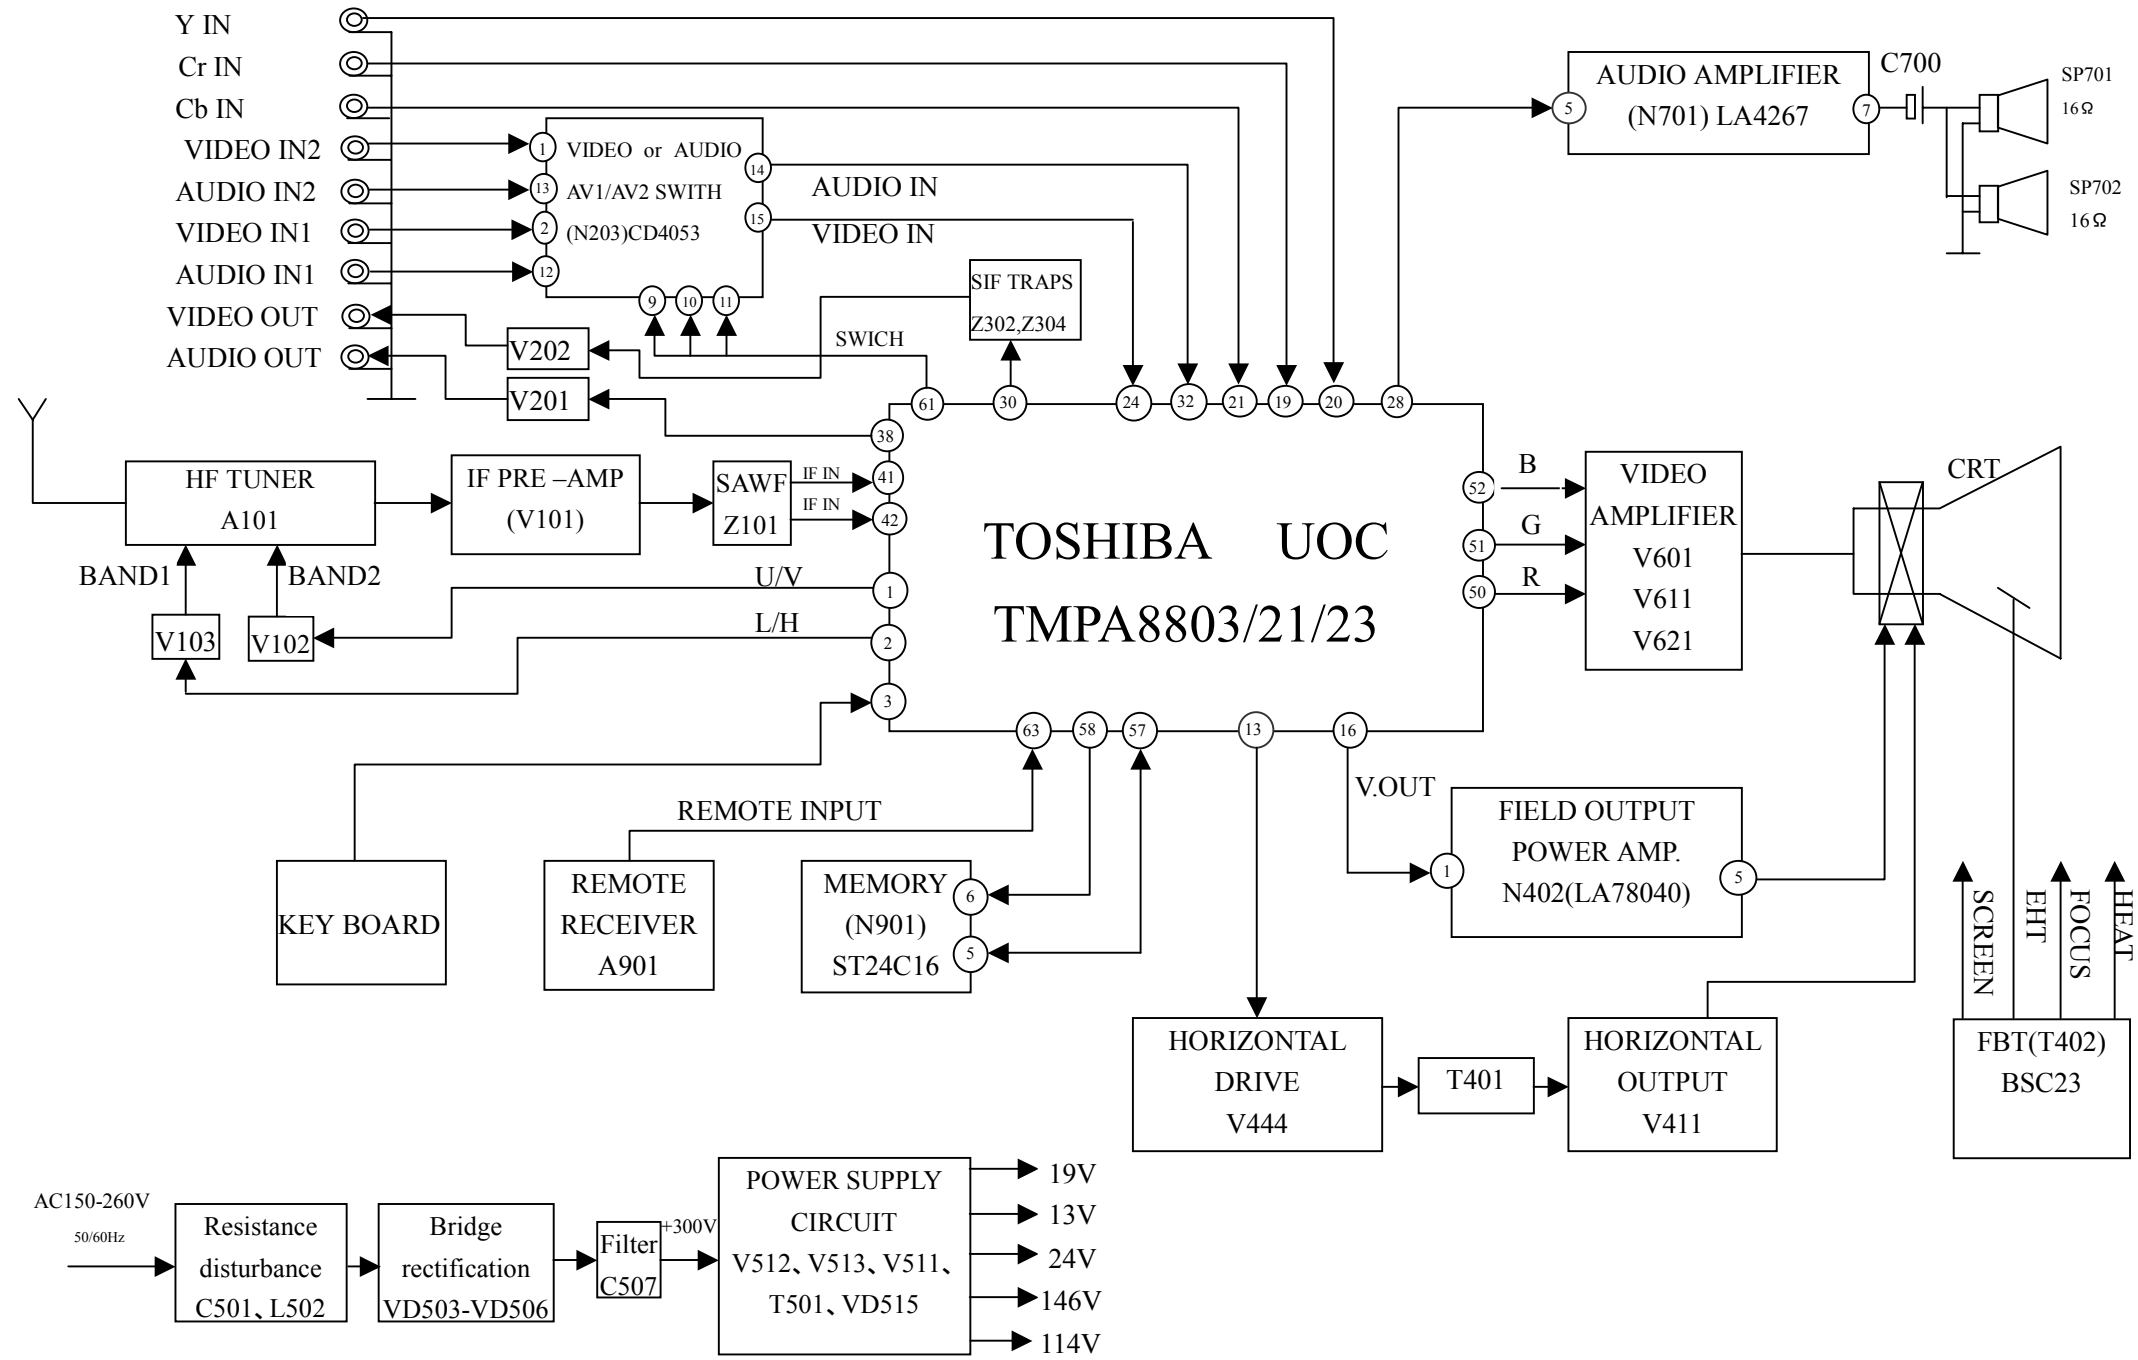 Y IN
Cr IN
Cb IN
VIDEO IN2
AUDIO IN2
VIDEO IN1
AUDIO IN1
VIDEO OUT
AUDIO OUT
1
13
2
12
VIDEO or AUDIO
AV1/AV2 SWITH
(N203)CD4053
14
15
9
10
11
AUDIO IN
VIDEO IN
SWICH
SIF TRAPS
Z302,Z304
V202
V201
AUDIO AMPLIFIER
(N701) LA4267
5
7
C700
SP701
16Ω
SP702
16Ω
61
30
24
32
21
19
20
28
38
41
42
1
2
3
HF TUNER
A101
IF PRE –AMP
(V101)
SAWF
Z101
IF IN
IF IN
BAND1
BAND2
V103
V102
U/V
L/H
TOSHIBA UOC
TMPA8803/21/23
52
51
50
B
G
R
VIDEO
AMPLIFIER
V601
V611
V621
CRT
63
58
57
13
16
REMOTE INPUT
V.OUT
KEY BOARD
REMOTE
RECEIVER
A901
MEMORY
(N901)
ST24C16
6
5
FIELD OUTPUT
POWER AMP.
N402(LA78040)
1
5
SCREEN
EHT
FOCUS
HEAT
HORIZONTAL
DRIVE
V444
T401
HORIZONTAL
OUTPUT
V411
FBT(T402)
BSC23
AC150-260V
50/60Hz
Resistance
disturbance
C501、L502
Bridge
rectification
VD503-VD506
Filter
C507
+300V
POWER SUPPLY
CIRCUIT
V512、V513、V511、
T501、VD515
19V
13V
24V
146V
114V